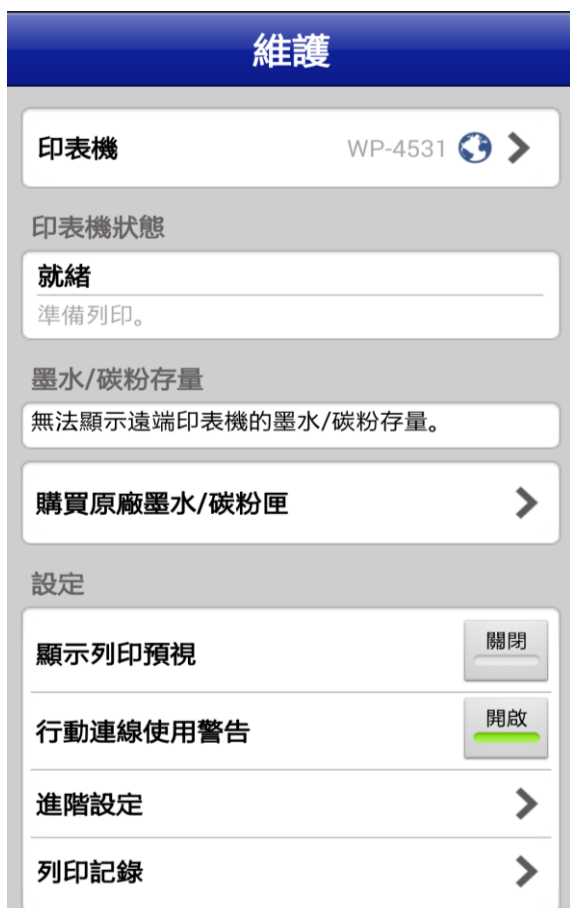 維護
印表機 WP-4531
印表機狀態
就緒
準備列印。
墨水/碳粉存量
無法顯示遠端印表機的墨水/碳粉存量。
購買原廠墨水/碳粉匣
設定
顯示列印預視 關閉
行動連線使用警告 開啟
進階設定
列印記錄